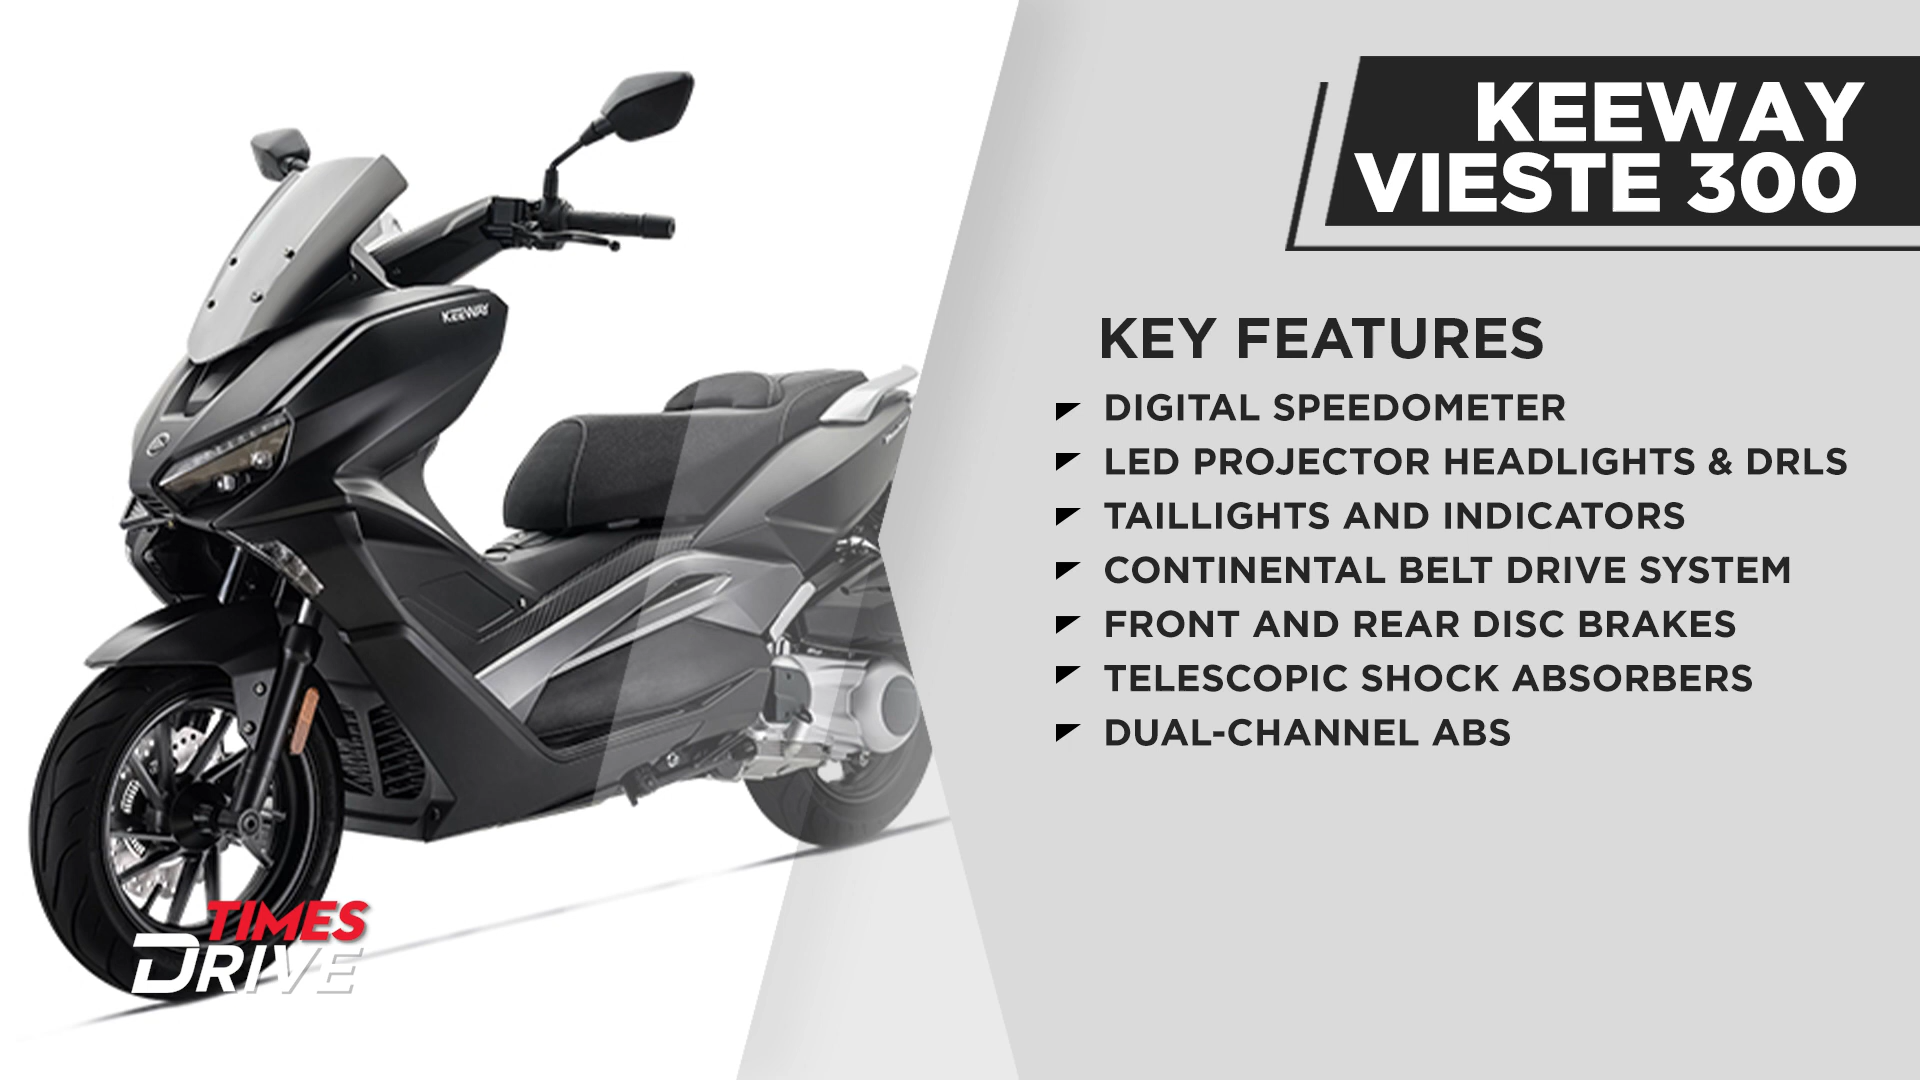 KEEWAY
VIESTE 300
KEEWAY
KEY FEATURES
DIGITAL SPEEDOMETER
LED PROJECTOR HEADLIGHTS & DRLS
TAILLIGHTS AND INDICATORS
CONTINENTAL BELT DRIVE SYSTEM
FRONT AND REAR DISC BRAKES
TELESCOPIC SHOCK ABSORBERS
DUAL-CHANNEL ABS
TIMES
DRIVE